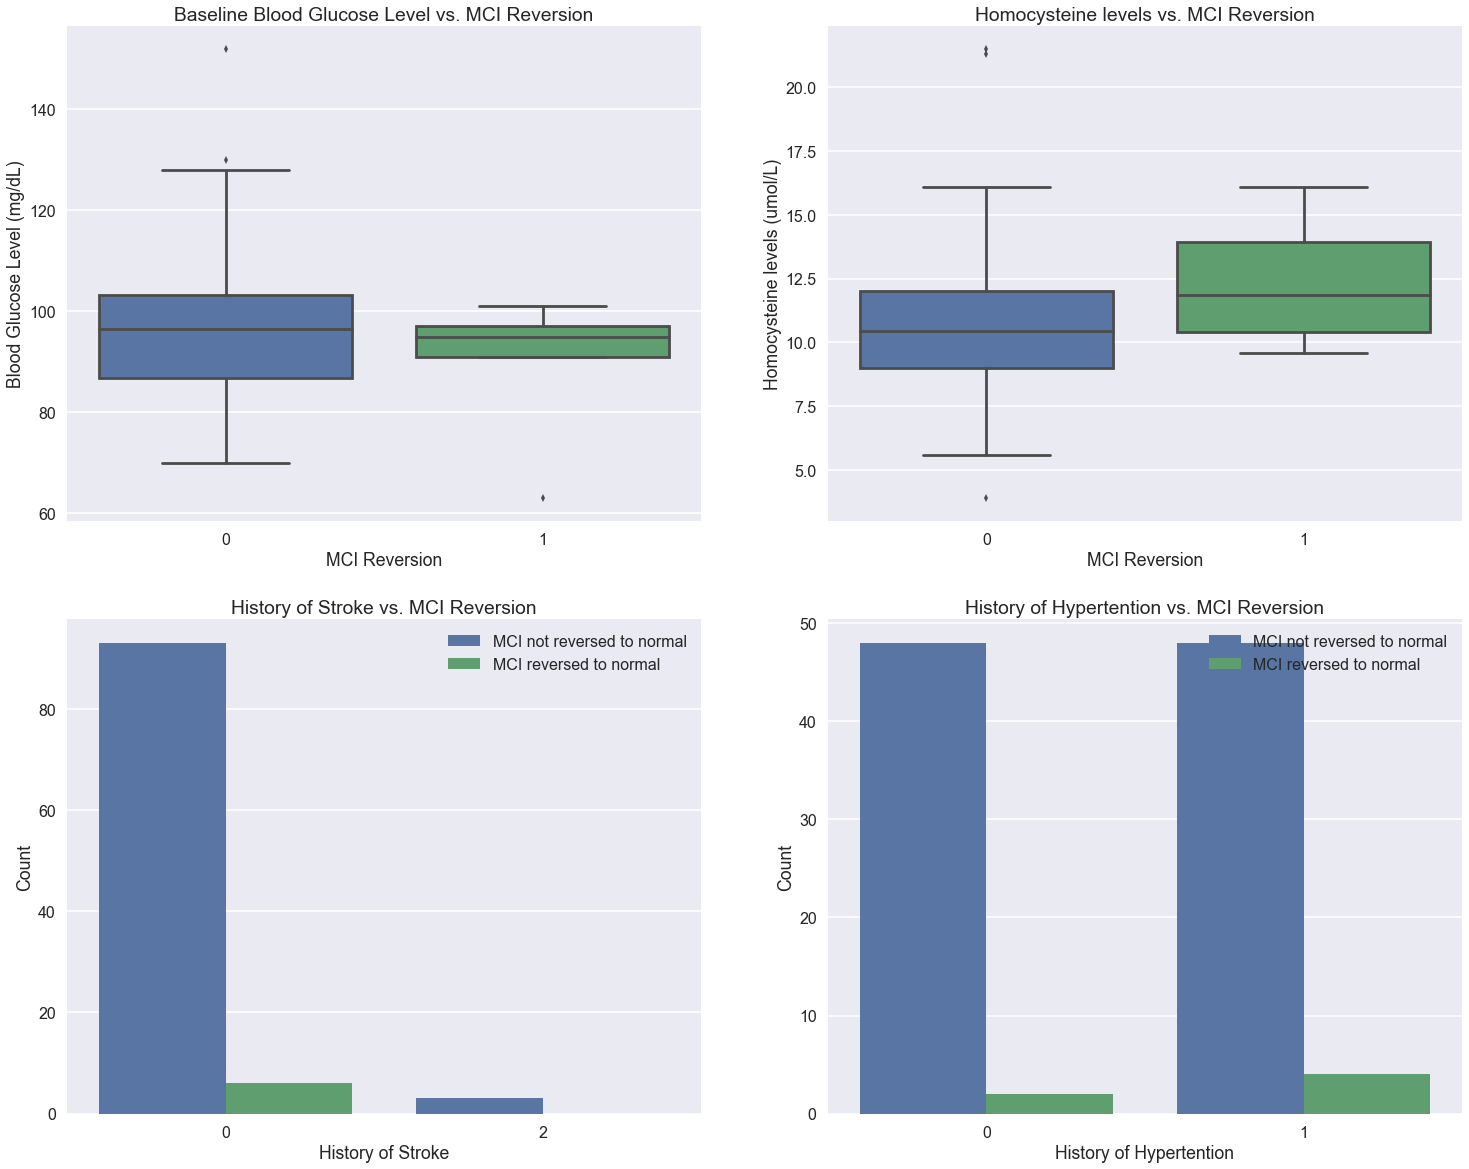 Baseline Blood Glucose Level vs. MCI Reversion
140
120
100
80
60
Blood Glucose Level (mg/dL)
0 1
MCI Reversion
Homocysteine levels vs. MCI Reversion
20.0
17.5
15.0
12.5
10.0
7.5
5.0
Homocysteine levels (umol/L)
0 1
MCI Reversion
History of Stroke vs. MCI Reversion
MCI not reversed to normal
MCI reversed to normal
80
60
40
20
0
Count
0 2
History of Stroke
History of Hypertention vs. MCI Reversion
MCI not reversed to normal
MCI reversed to normal
50
40
30
20
10
0
Count
0 1
History of Hypertention